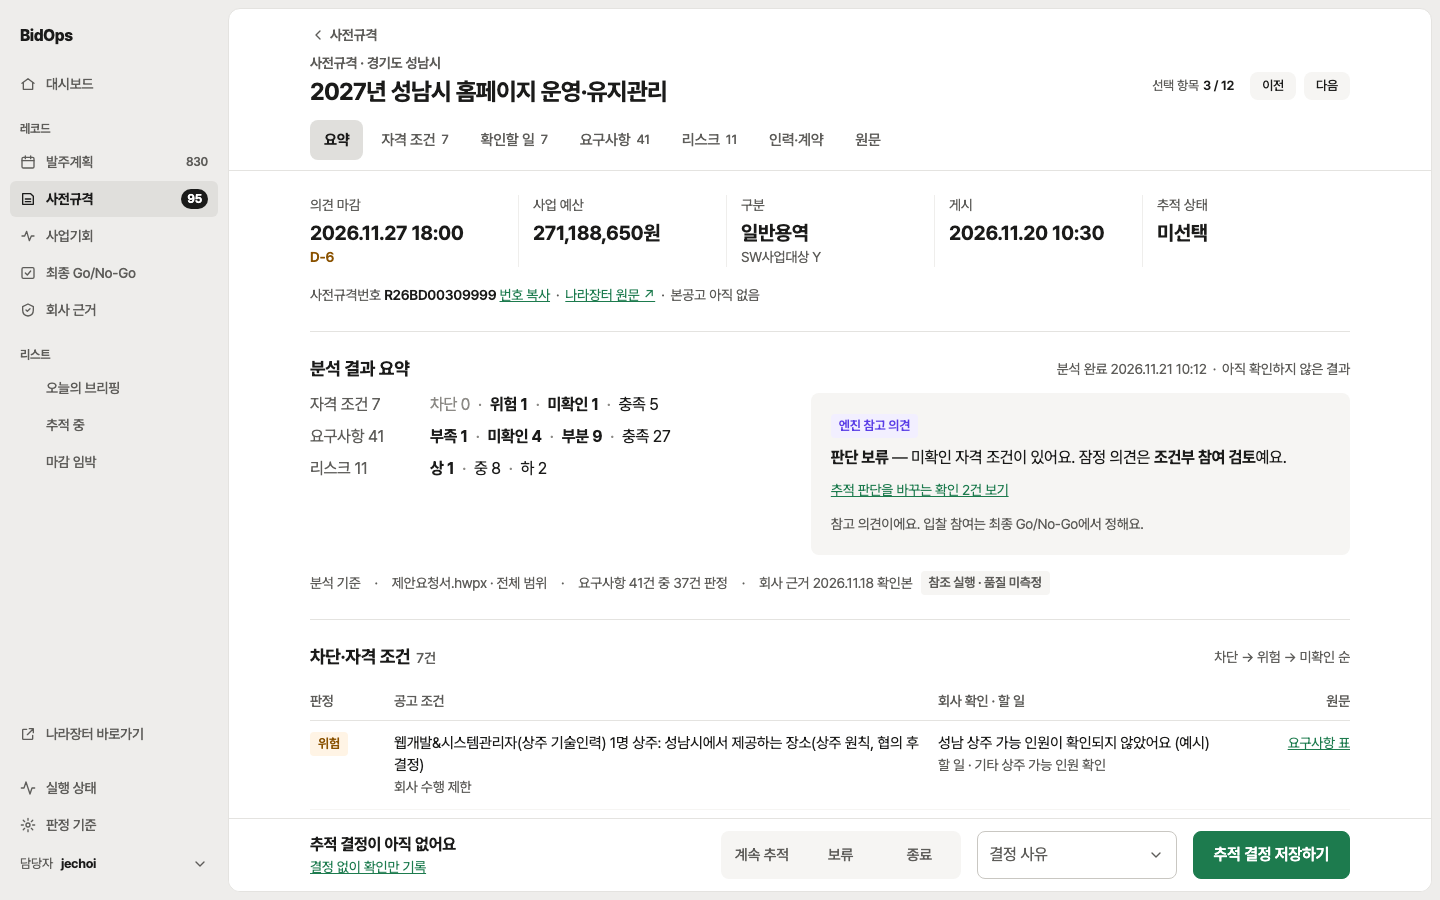 BidOps
대시보드
레코드
발주계획 830
사전규격 95
사업기회
최종 Go/No-Go
회사 근거
리스트
오늘의 브리핑
추적 중
마감 임박
나라장터 바로가기
실행 상태
판정 기준
담당자 jechoi
사전규격
사전규격 · 경기도 성남시
2027년 성남시 홈페이지 운영·유지관리
선택 항목 3 / 12 이전 다음
요약 자격 조건 7 확인할 일 7 요구사항 41 리스크 11 인력·계약 원문
의견 마감
2026.11.27 18:00
D-6
사업 예산
271,188,650원
구분
일반용역
SW사업대상 Y
게시
2026.11.20 10:30
추적 상태
미선택
사전규격번호 R26BD00309999 번호 복사 · 나라장터 원문 ↗ · 본공고 아직 없음
분석 결과 요약
분석 완료 2026.11.21 10:12 · 아직 확인하지 않은 결과
자격 조건 7 차단 0 · 위험 1 · 미확인 1 · 충족 5
요구사항 41 부족 1 · 미확인 4 · 부분 9 · 충족 27
리스크 11 상 1 · 중 8 · 하 2
엔진 참고 의견
판단 보류 — 미확인 자격 조건이 있어요. 잠정 의견은 조건부 참여 검토예요.
추적 판단을 바꾸는 확인 2건 보기
참고 의견이에요. 입찰 참여는 최종 Go/No-Go에서 정해요.
분석 기준 · 제안요청서.hwpx · 전체 범위 · 요구사항 41건 중 37건 판정 · 회사 근거 2026.11.18 확인본 참조 실행 · 품질 미측정
차단·자격 조건 7건
차단 → 위험 → 미확인 순
판정 공고 조건 회사 확인 · 할 일 원문
위험
웹개발&시스템관리자(상주 기술인력) 1명 상주: 성남시에서 제공하는 장소(상주 원칙, 협의 후
결정)
회사 수행 제한
성남 상주 가능 인원이 확인되지 않았어요 (예시)
할 일 · 기타 상주 가능 인원 확인
요구사항 표
추적 결정이 아직 없어요
결정 없이 확인만 기록
계속 추적 보류 종료
결정 사유
추적 결정 저장하기